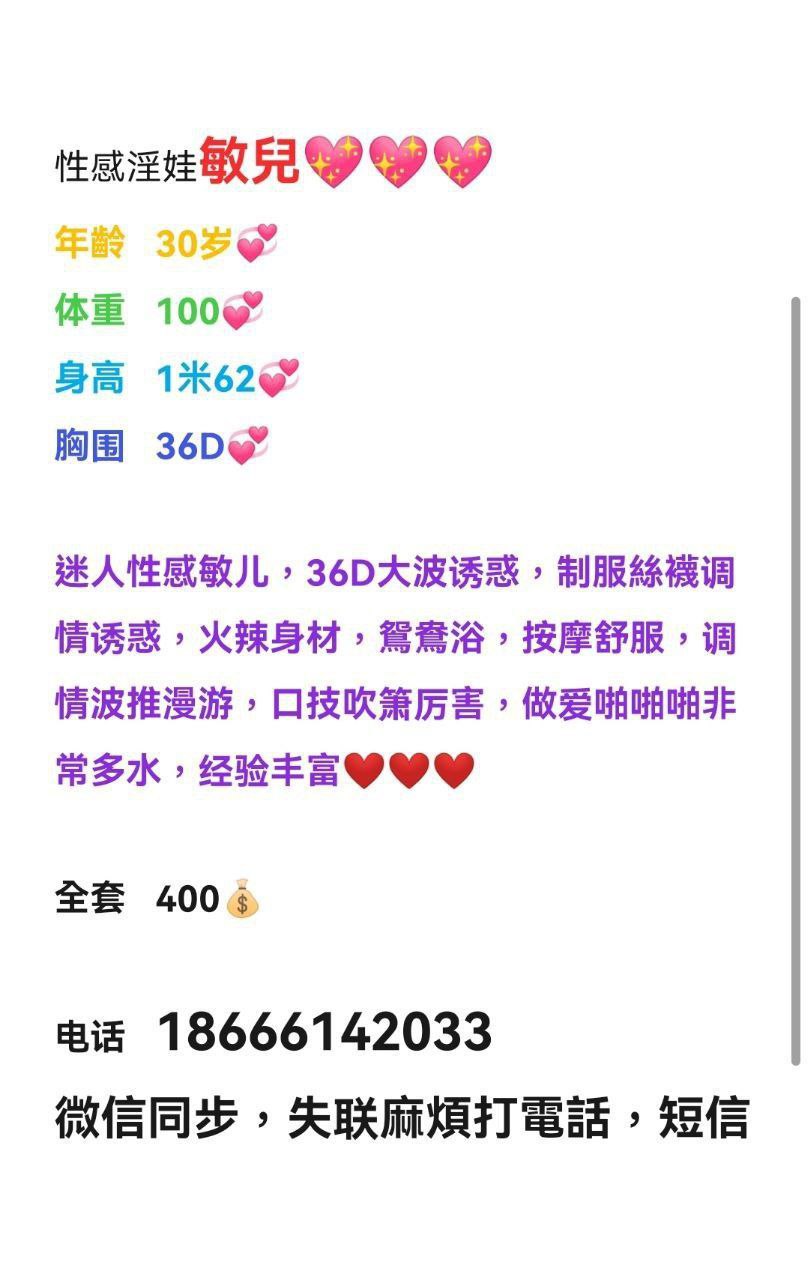 性感淫娃敏兒💖💖💖
年齡 30岁💞
体重 100💞
身高 1米62💞
胸围 36D💞
迷人性感敏儿，36D大波诱惑，制服絲襪调
情诱惑，火辣身材，鴛鴦浴，按摩舒服，调
情波推漫游，口技吹箫厉害，做爱啪啪啪非
常多水，经验丰富❤️❤️❤️
全套 400💰
电话 18666142033
微信同步，失联麻煩打電話，短信